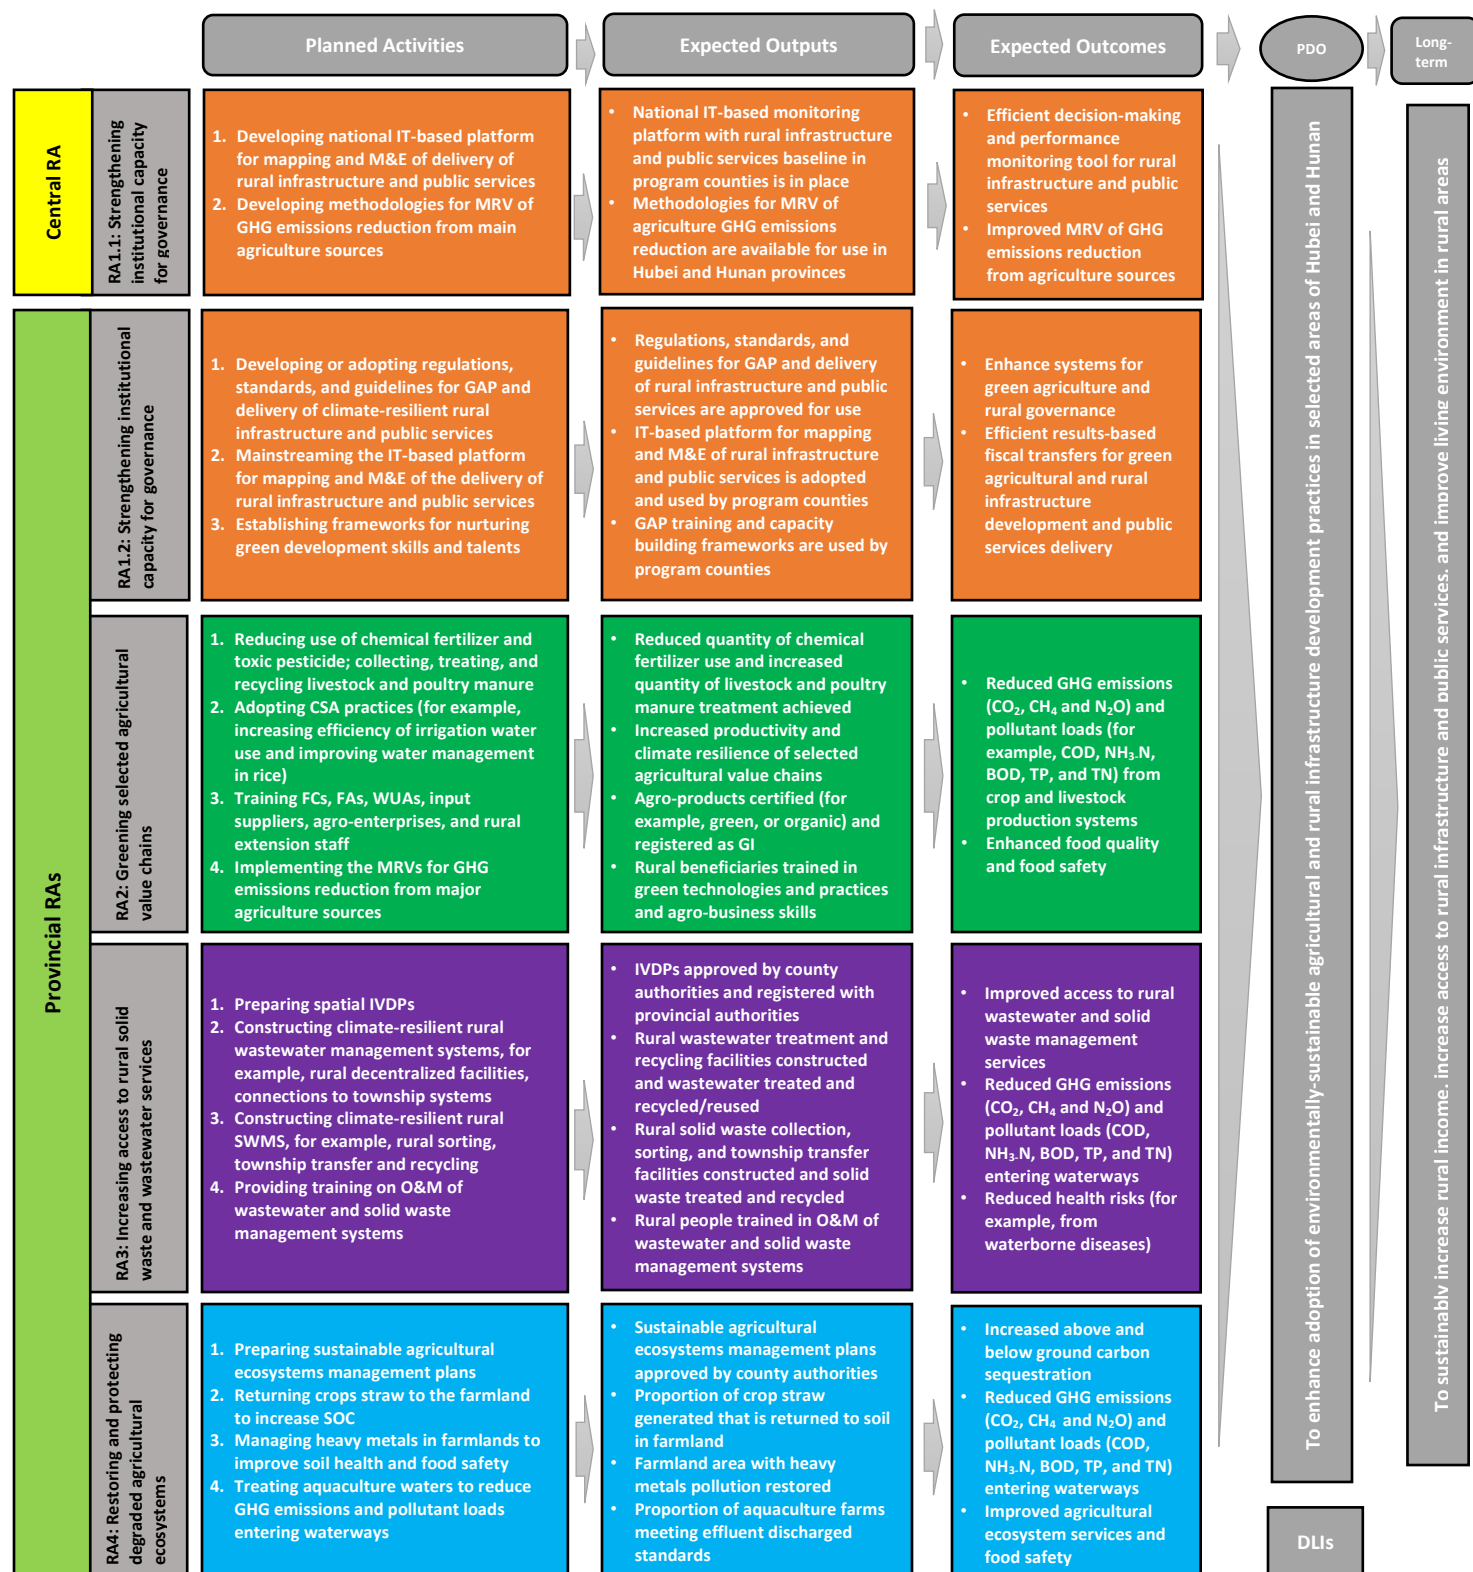 Planned Activities
Expected Outputs
Expected Outcomes
PDO
Long-
term
Central RA
RA1.1: Strengthening
institutional capacity
for governance
1. Developing national IT-based platform
for mapping and M&E of delivery of
rural infrastructure and public services
2. Developing methodologies for MRV of
GHG emissions reduction from main
agriculture sources
• National IT-based monitoring
platform with rural infrastructure
and public services baseline in
program counties is in place
• Methodologies for MRV of
agriculture GHG emissions
reduction are available for use in
Hubei and Hunan provinces
• Efficient decision-making
and performance
monitoring tool for rural
infrastructure and public
services
• Improved MRV of GHG
emissions reduction
from agriculture sources
Provincial RAs
RA1.2: Strengthening institutional
capacity for governance
1. Developing or adopting regulations,
standards, and guidelines for GAP and
delivery of climate-resilient rural
infrastructure and public services
2. Mainstreaming the IT-based platform
for mapping and M&E of the delivery of
rural infrastructure and public services
3. Establishing frameworks for nurturing
green development skills and talents
• Regulations, standards, and
guidelines for GAP and delivery
of rural infrastructure and public
services are approved for use
• IT-based platform for mapping
and M&E of rural infrastructure
and public services is adopted
and used by program counties
• GAP training and capacity
building frameworks are used by
program counties
• Enhance systems for
green agriculture and
rural governance
• Efficient results-based
fiscal transfers for green
agricultural and rural
infrastructure
development and public
services delivery
RA2: Greening selected agricultural
value chains
1. Reducing use of chemical fertilizer and
toxic pesticide; collecting, treating, and
recycling livestock and poultry manure
2. Adopting CSA practices (for example,
increasing efficiency of irrigation water
use and improving water management
in rice)
3. Training FCs, FAs, WUAs, input
suppliers, agro-enterprises, and rural
extension staff
4. Implementing the MRVs for GHG
emissions reduction from major
agriculture sources
• Reduced quantity of chemical
fertilizer use and increased
quantity of livestock and poultry
manure treatment achieved
• Increased productivity and
climate resilience of selected
agricultural value chains
• Agro-products certified (for
example, green, or organic) and
registered as GI
• Rural beneficiaries trained in
green technologies and practices
and agro-business skills
• Reduced GHG emissions
(CO₂, CH₄ and N₂O) and
pollutant loads (for
example, COD, NH₃-N,
BOD, TP, and TN) from
crop and livestock
production systems
• Enhanced food quality
and food safety
RA3: Increasing access to rural solid
waste and wastewater services
1. Preparing spatial IVDPs
2. Constructing climate-resilient rural
wastewater management systems, for
example, rural decentralized facilities,
connections to township systems
3. Constructing climate-resilient rural
SWMS, for example, rural sorting,
township transfer and recycling
4. Providing training on O&M of
wastewater and solid waste
management systems
• IVDPs approved by county
authorities and registered with
provincial authorities
• Rural wastewater treatment and
recycling facilities constructed
and wastewater treated and
recycled/reused
• Rural solid waste collection,
sorting, and township transfer
facilities constructed and solid
waste treated and recycled
• Rural people trained in O&M of
wastewater and solid waste
management systems
• Improved access to rural
wastewater and solid
waste management
services
• Reduced GHG emissions
(CO₂, CH₄ and N₂O) and
pollutant loads (COD,
NH₃-N, BOD, TP, and TN)
entering waterways
• Reduced health risks (for
example, from
waterborne diseases)
RA4: Restoring and protecting
degraded agricultural
ecosystems
1. Preparing sustainable agricultural
ecosystems management plans
2. Returning crops straw to the farmland
to increase SOC
3. Managing heavy metals in farmlands to
improve soil health and food safety
4. Treating aquaculture waters to reduce
GHG emissions and pollutant loads
entering waterways
• Sustainable agricultural
ecosystems management plans
approved by county authorities
• Proportion of crop straw
generated that is returned to soil
in farmland
• Farmland area with heavy
metals pollution restored
• Proportion of aquaculture farms
meeting effluent discharged
standards
• Increased above and
below ground carbon
sequestration
• Reduced GHG emissions
(CO₂, CH₄ and N₂O) and
pollutant loads (COD,
NH₃-N, BOD, TP, and TN)
entering waterways
• Improved agricultural
ecosystem services and
food safety
To enhance adoption of environmentally-sustainable agricultural and rural infrastructure development practices in selected areas of Hubei and Hunan
DLIs
To sustainably increase rural income, increase access to rural infrastructure and public services, and improve living environment in rural areas